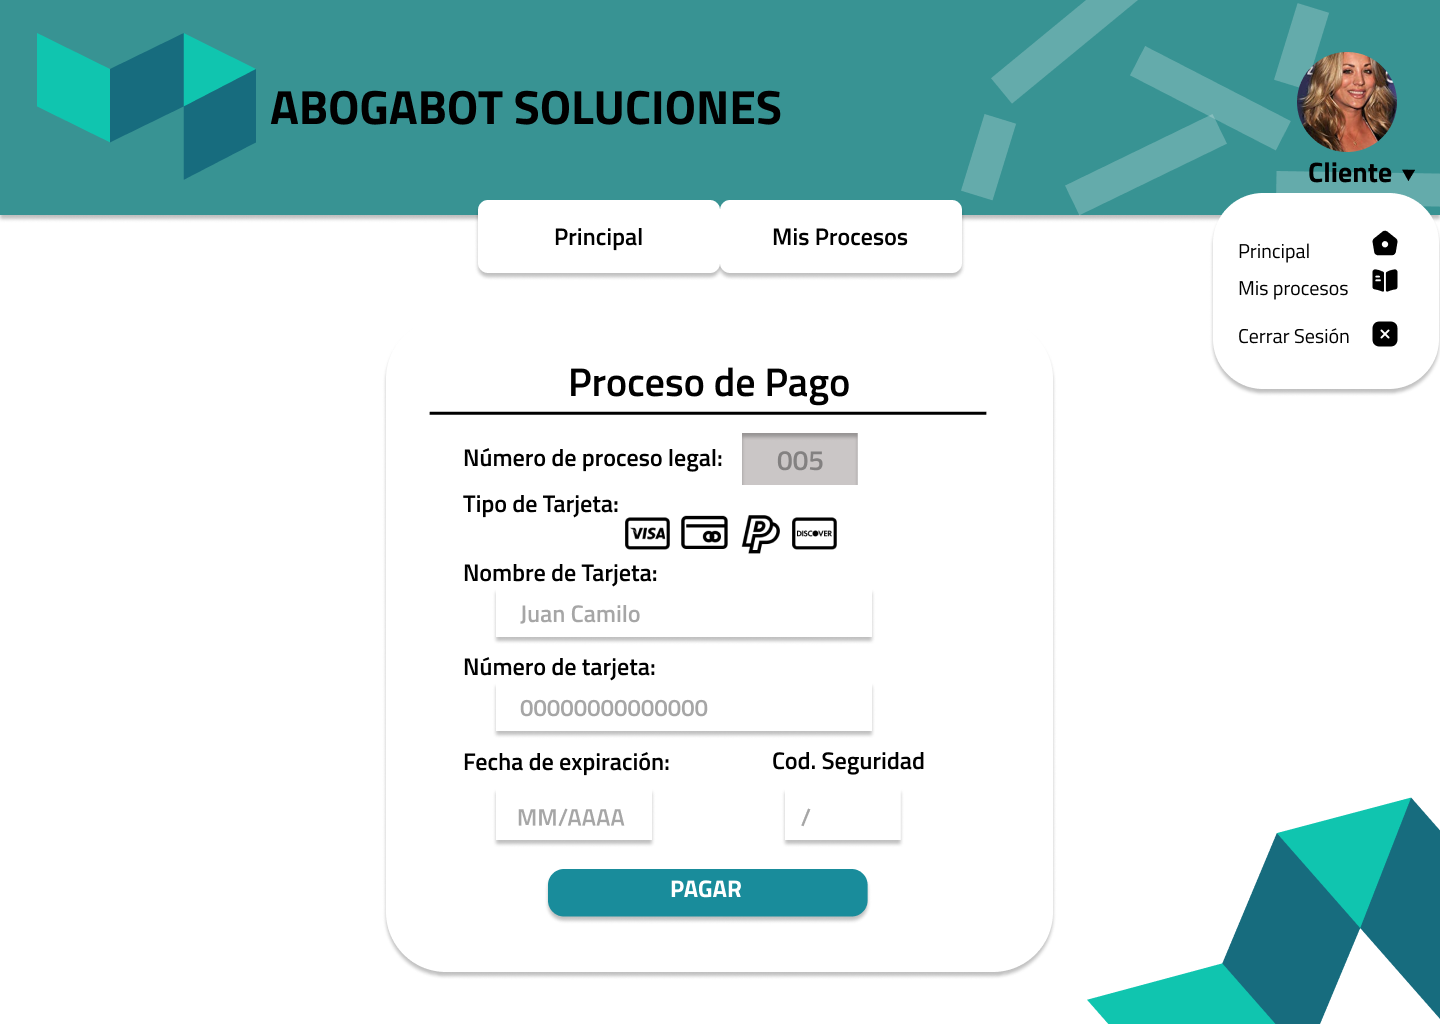 ABOGABOT SOLUCIONES
Cliente
Principal
Mis Procesos
Principal
Mis procesos
Cerrar Sesión
Proceso de Pago
Número de proceso legal: 005
Tipo de Tarjeta:
VISA
DISCOVER
Nombre de Tarjeta:
Juan Camilo
Número de tarjeta:
00000000000000
Fecha de expiración: Cod. Seguridad
MM/AAAA /
PAGAR